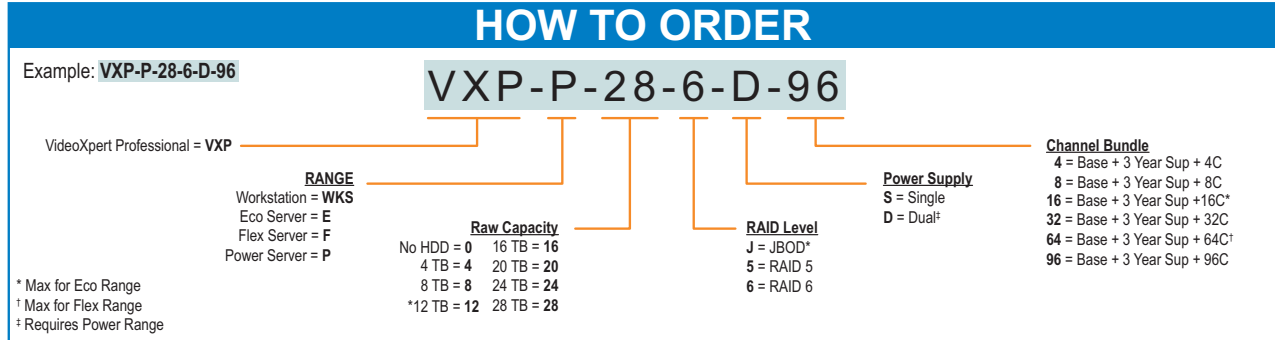 HOW TO ORDER
Example: VXP-P-28-6-D-96
VXP-P-28-6-D-96
VideoXpert Professional = VXP
RANGE
Workstation = WKS
Eco Server = E
Flex Server = F
Power Server = P
Raw Capacity
No HDD = 0 16 TB = 16
4 TB = 4 20 TB = 20
8 TB = 8 24 TB = 24
*12 TB = 12 28 TB = 28
RAID Level
J = JBOD*
5 = RAID 5
6 = RAID 6
Power Supply
S = Single
D = Dual‡
Channel Bundle
4 = Base + 3 Year Sup + 4C
8 = Base + 3 Year Sup + 8C
16 = Base + 3 Year Sup +16C*
32 = Base + 3 Year Sup + 32C
64 = Base + 3 Year Sup + 64C†
96 = Base + 3 Year Sup + 96C
* Max for Eco Range
† Max for Flex Range
‡ Requires Power Range